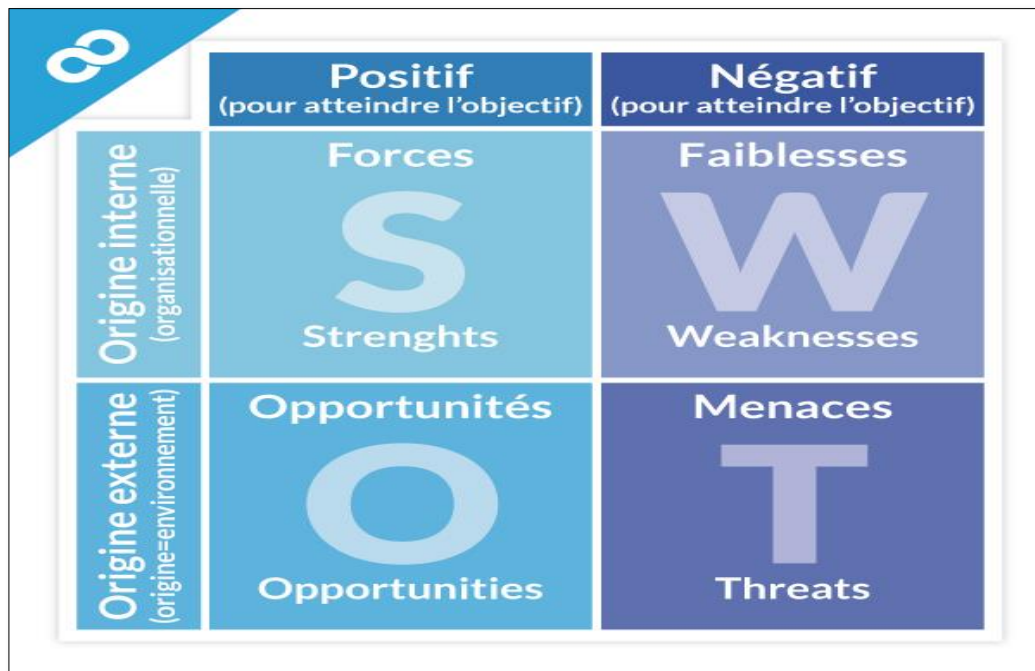 Positif
(pour atteindre l'objectif)
Négatif
(pour atteindre l'objectif)
Origine interne
(organisationnelle)
Forces
S
Strenghts
Faiblesses
W
Weaknesses
Origine externe
(origine=environnement)
Opportunités
O
Opportunities
Menaces
T
Threats